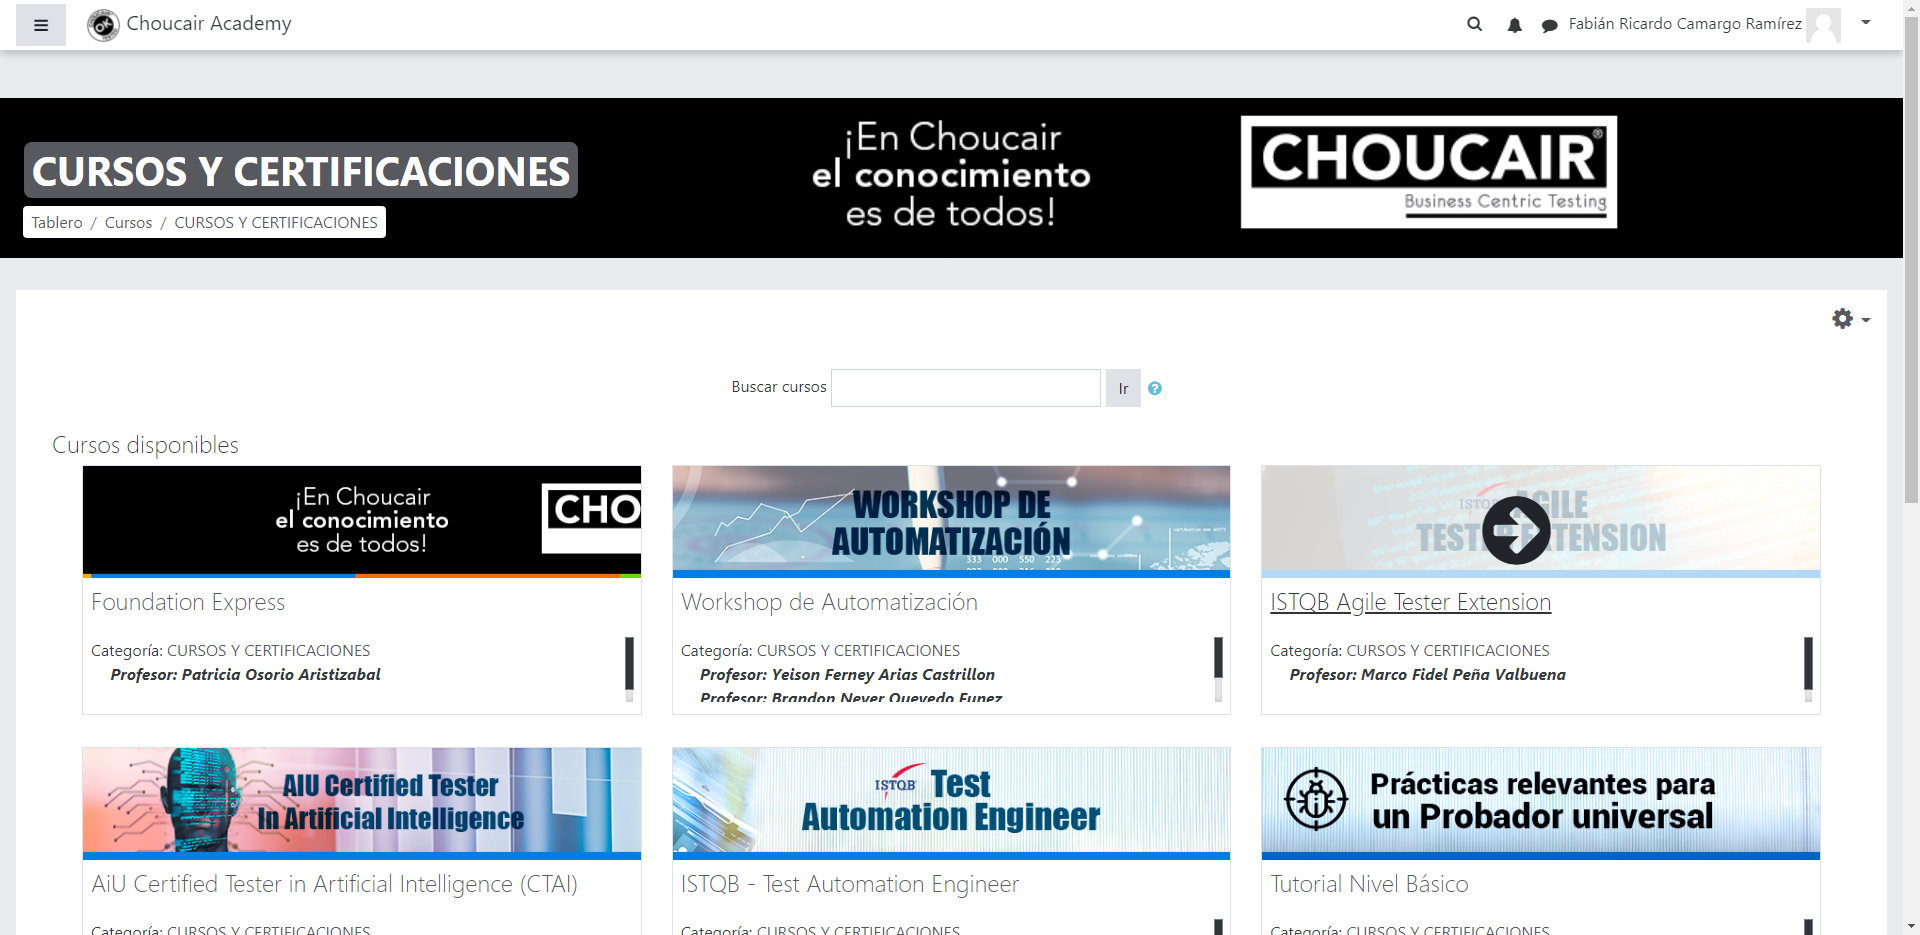 Choucair Academy
Fabián Ricardo Camargo Ramírez
CURSOS Y CERTIFICACIONES
Tablero / Cursos / CURSOS Y CERTIFICACIONES
¡En Choucair
el conocimiento
es de todos!
CHOUCAIR®
Business Centric Testing
Buscar cursos
Ir
Cursos disponibles
¡En Choucair
el conocimiento
es de todos!
CHO
Foundation Express
Categoría: CURSOS Y CERTIFICACIONES
Profesor: Patricia Osorio Aristizabal
WORKSHOP DE
AUTOMATIZACIÓN
333 000 550 223
Workshop de Automatización
Categoría: CURSOS Y CERTIFICACIONES
Profesor: Yeison Ferney Arias Castrillon
Profesor: Brandon Never Quevedo Funez
ISTQB Agile Tester Extension
Categoría: CURSOS Y CERTIFICACIONES
Profesor: Marco Fidel Peña Valbuena
AIU Certified Tester
In Artificial Intelligence
AiU Certified Tester in Artificial Intelligence (CTAI)
Categoría: CURSOS Y CERTIFICACIONES
ISTQB Test
Automation Engineer
ISTQB - Test Automation Engineer
Categoría: CURSOS Y CERTIFICACIONES
Prácticas relevantes para
un Probador universal
Tutorial Nivel Básico
Categoría: CURSOS Y CERTIFICACIONES